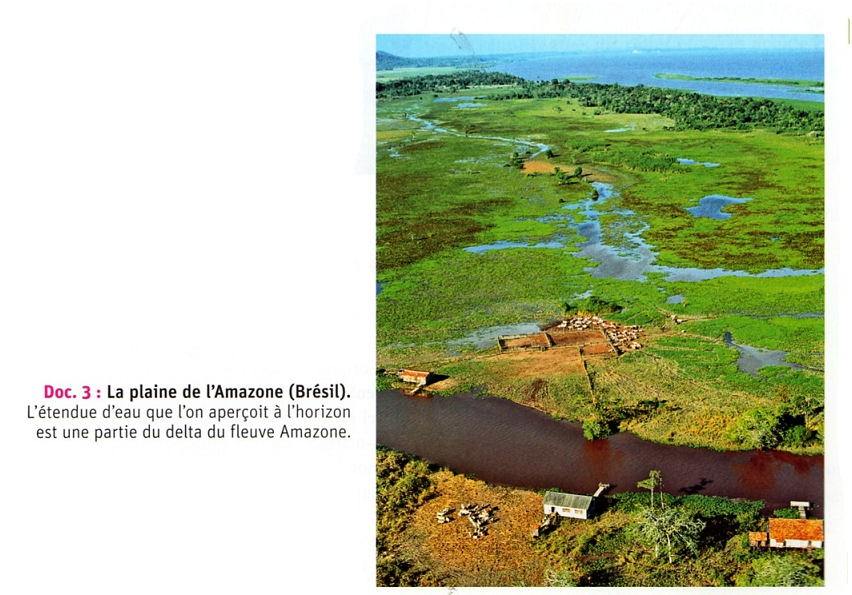 Doc. 3 : La plaine de l'Amazone (Brésil).
L'étendue d'eau que l'on aperçoit à l'horizon
est une partie du delta du fleuve Amazone.